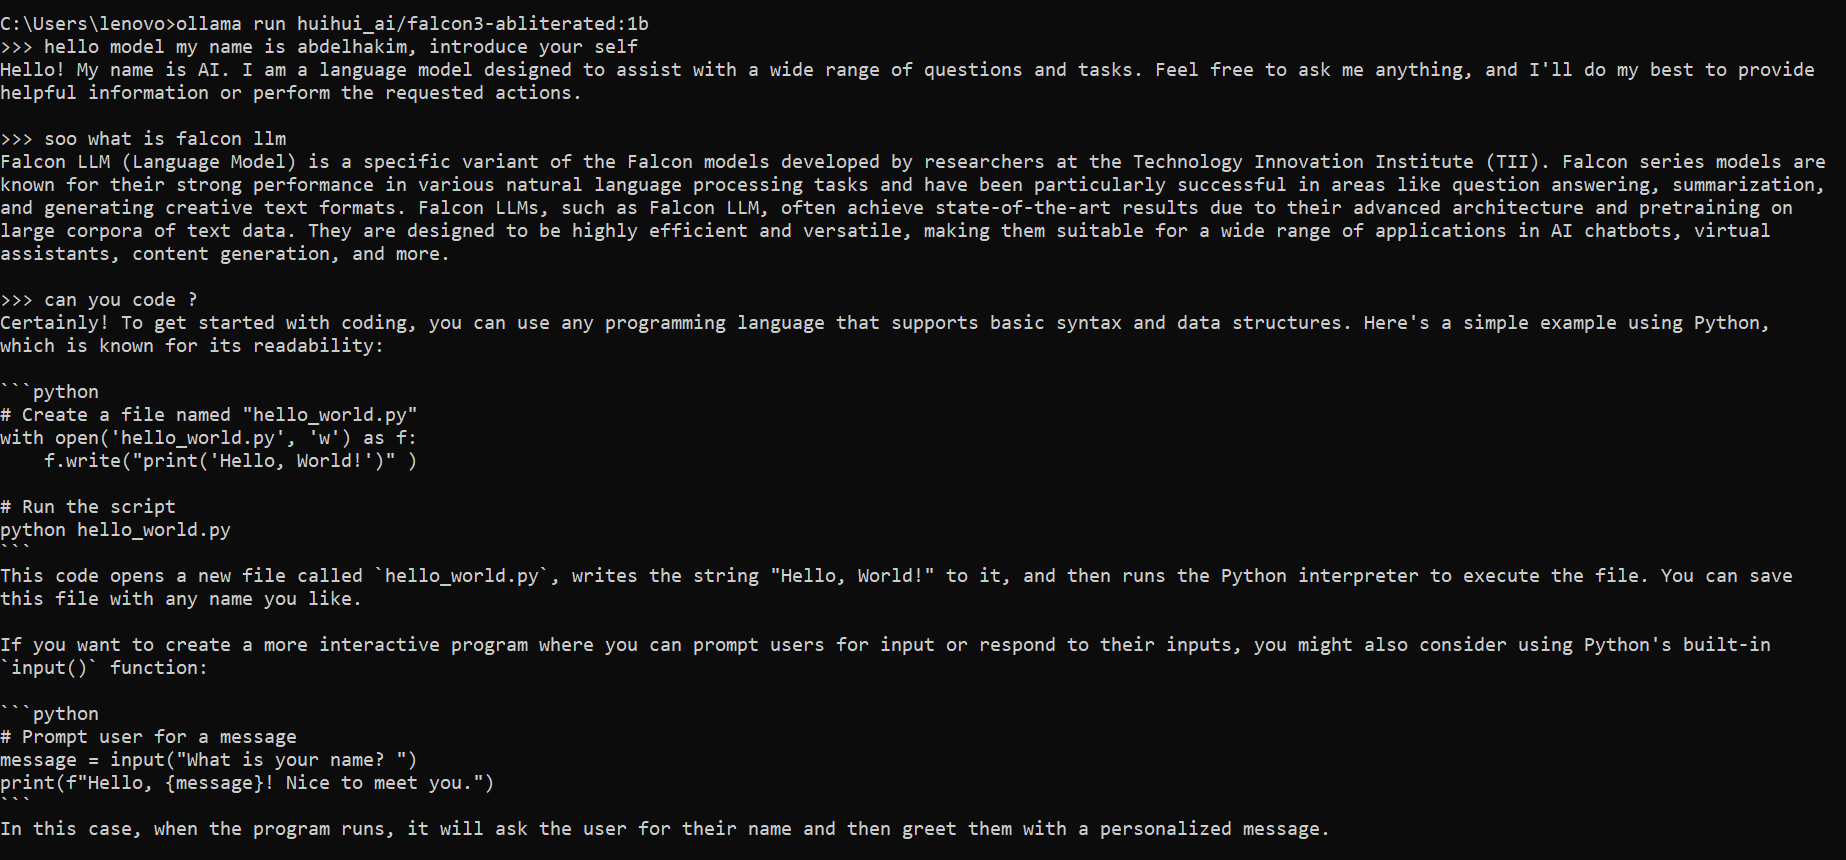 C:\Users\lenovo>ollama run huihui_ai/falcon3-abliterated:1b
>>> hello model my name is abdelhakim, introduce your self
Hello! My name is AI. I am a language model designed to assist with a wide range of questions and tasks. Feel free to ask me anything, and I'll do my best to provide
helpful information or perform the requested actions.

>>> soo what is falcon llm
Falcon LLM (Language Model) is a specific variant of the Falcon models developed by researchers at the Technology Innovation Institute (TII). Falcon series models are
known for their strong performance in various natural language processing tasks and have been particularly successful in areas like question answering, summarization,
and generating creative text formats. Falcon LLMs, such as Falcon LLM, often achieve state-of-the-art results due to their advanced architecture and pretraining on
large corpora of text data. They are designed to be highly efficient and versatile, making them suitable for a wide range of applications in AI chatbots, virtual
assistants, content generation, and more.

>>> can you code ?
Certainly! To get started with coding, you can use any programming language that supports basic syntax and data structures. Here's a simple example using Python,
which is known for its readability:

```python
# Create a file named "hello_world.py"
with open('hello_world.py', 'w') as f:
    f.write("print('Hello, World!')" )

# Run the script
python hello_world.py
```
This code opens a new file called `hello_world.py`, writes the string "Hello, World!" to it, and then runs the Python interpreter to execute the file. You can save
this file with any name you like.

If you want to create a more interactive program where you can prompt users for input or respond to their inputs, you might also consider using Python's built-in
`input()` function:

```python
# Prompt user for a message
message = input("What is your name? ")
print(f"Hello, {message}! Nice to meet you.")
```
In this case, when the program runs, it will ask the user for their name and then greet them with a personalized message.